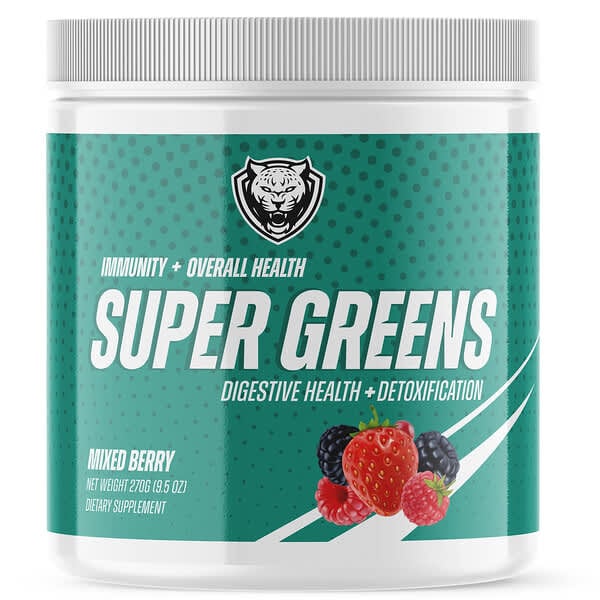 IMMUNITY + OVERALL HEALTH
SUPER GREENS
DIGESTIVE HEALTH + DETOXIFICATION
MIXED BERRY
NET WEIGHT 270G (9.5 OZ)
DIETARY SUPPLEMENT